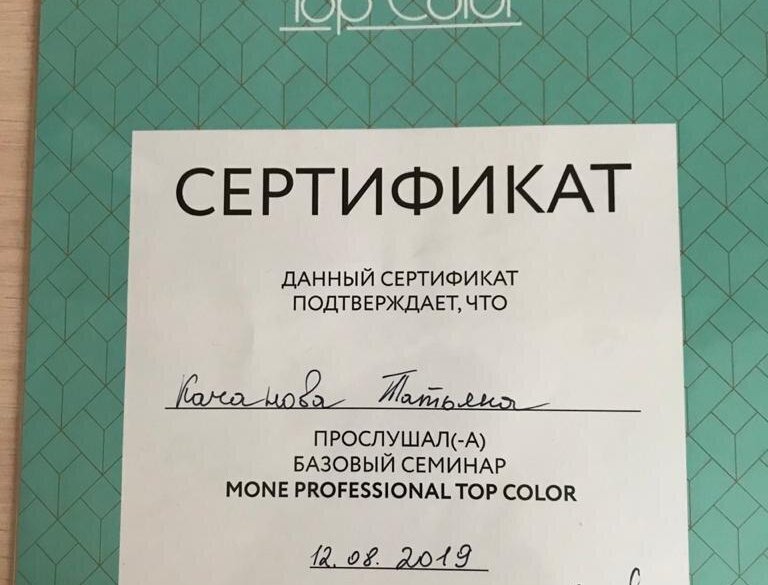 Top Color
СЕРТИФИКАТ
ДАННЫЙ СЕРТИФИКАТ
ПОДТВЕРЖДАЕТ, ЧТО
Качанова Татьяна
ПРОСЛУШАЛ(-А)
БАЗОВЫЙ СЕМИНАР
MONE PROFESSIONAL TOP COLOR
12.08.2019